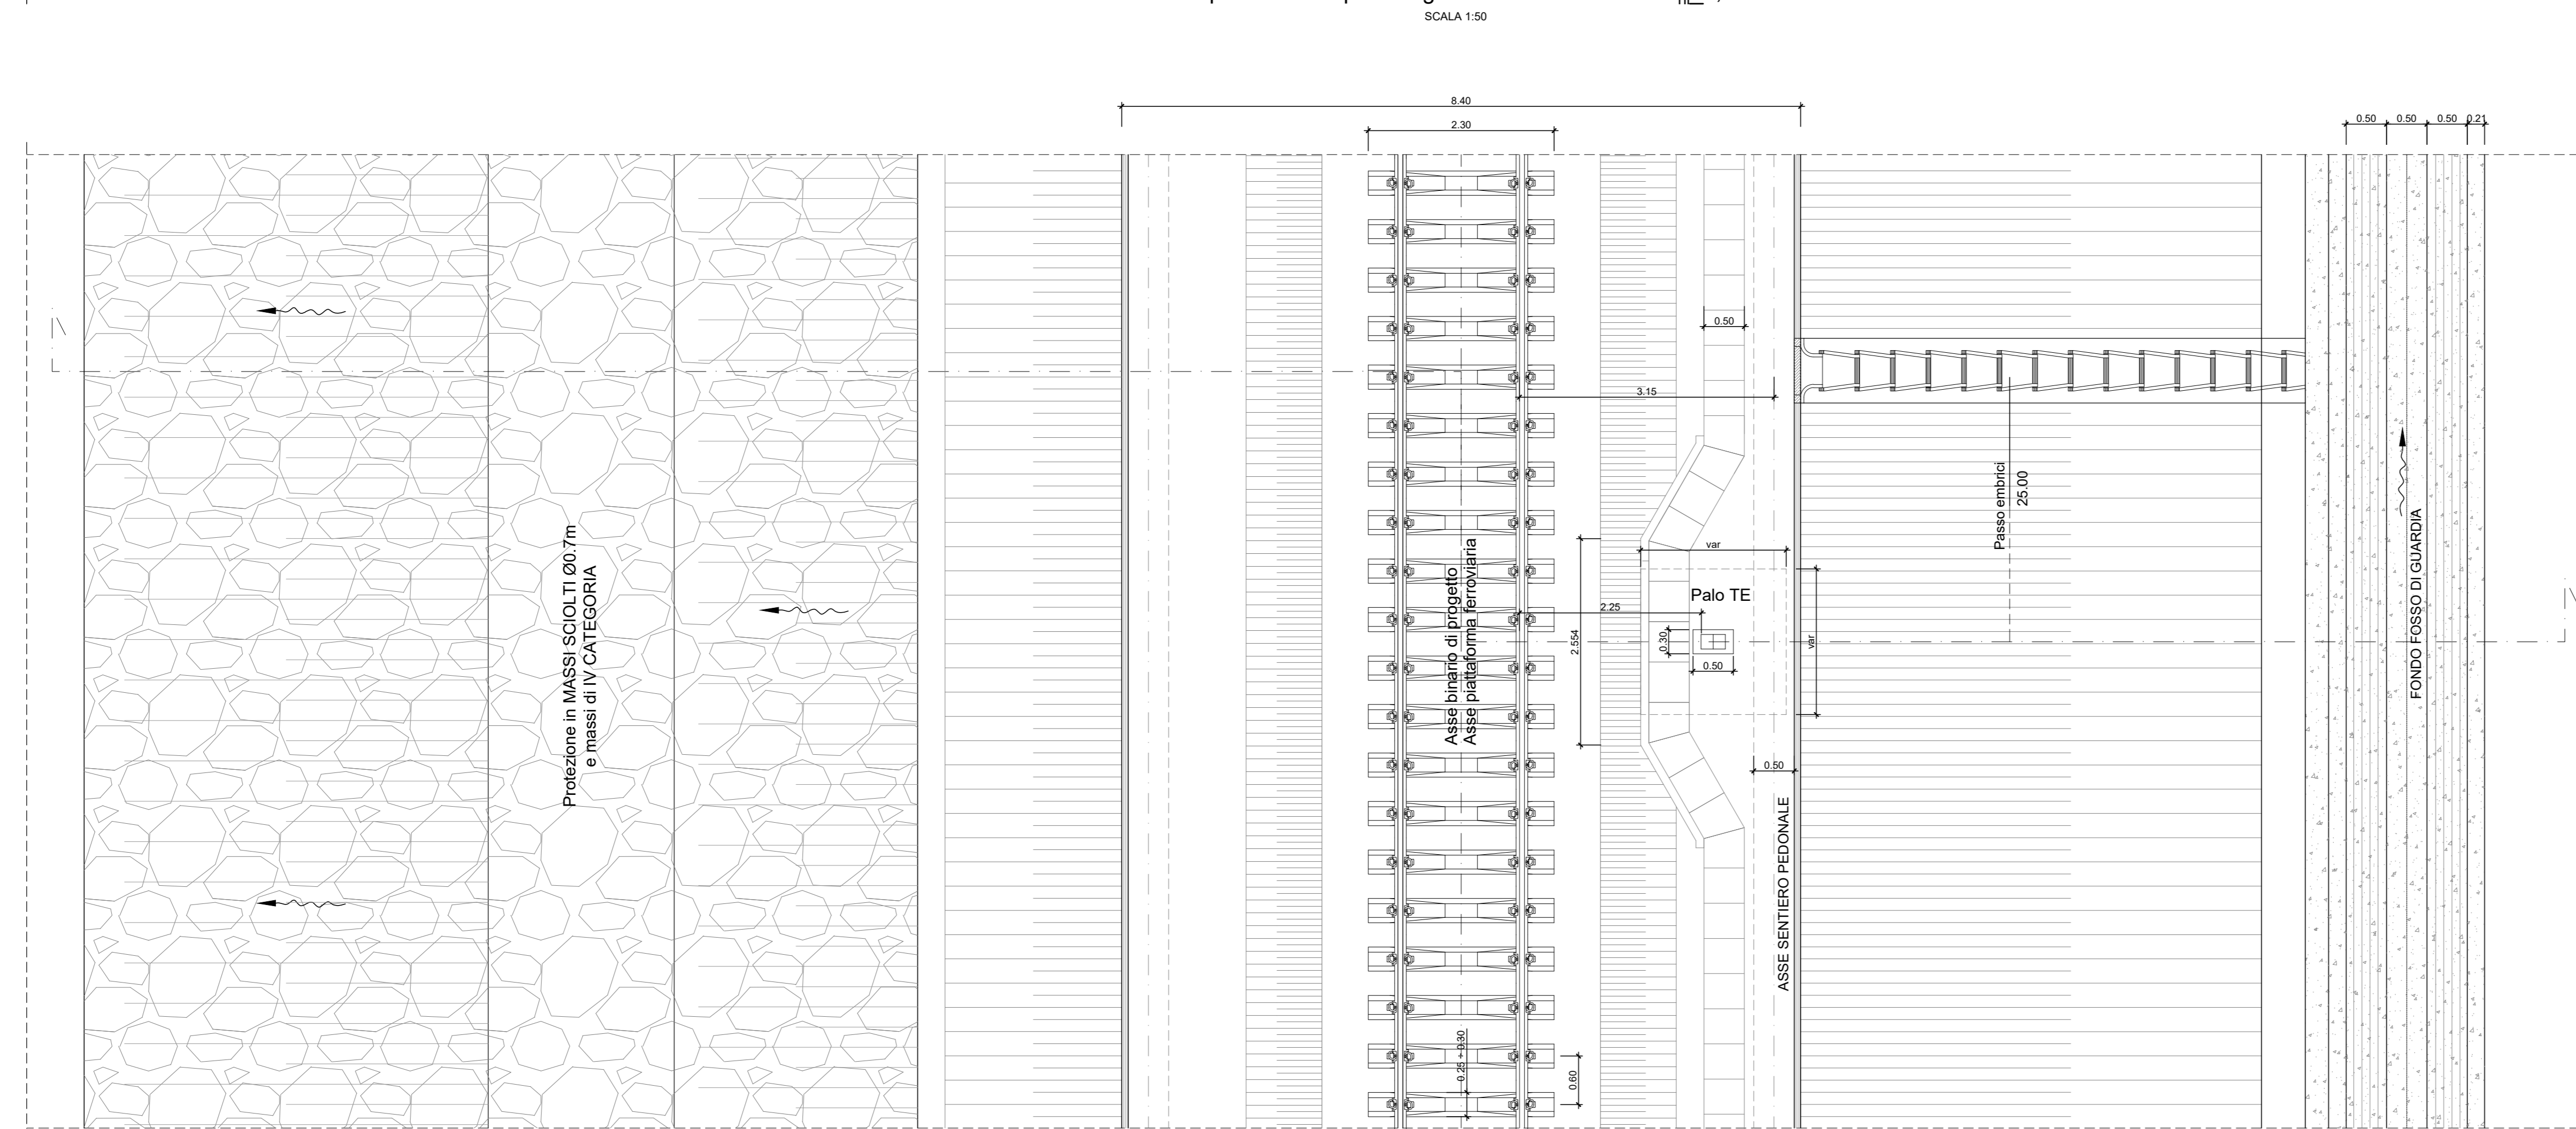 SCALA 1:50
8.40
2.30
0.50
0.50
0.50
0.21
0.50
3.15
Passo embrici
25.00
var
Palo TE
2.25
2.554
0.30
var
0.50
0.50
Protezione in MASSI SCIOLTI Ø0.7m
e massi di IV CATEGORIA
Asse binario di progetto
Asse piattaforma ferroviaria
FONDO FOSSO DI GUARDIA
ASSE SENTIERO PEDONALE
0.25 ÷ 0.30
0.60